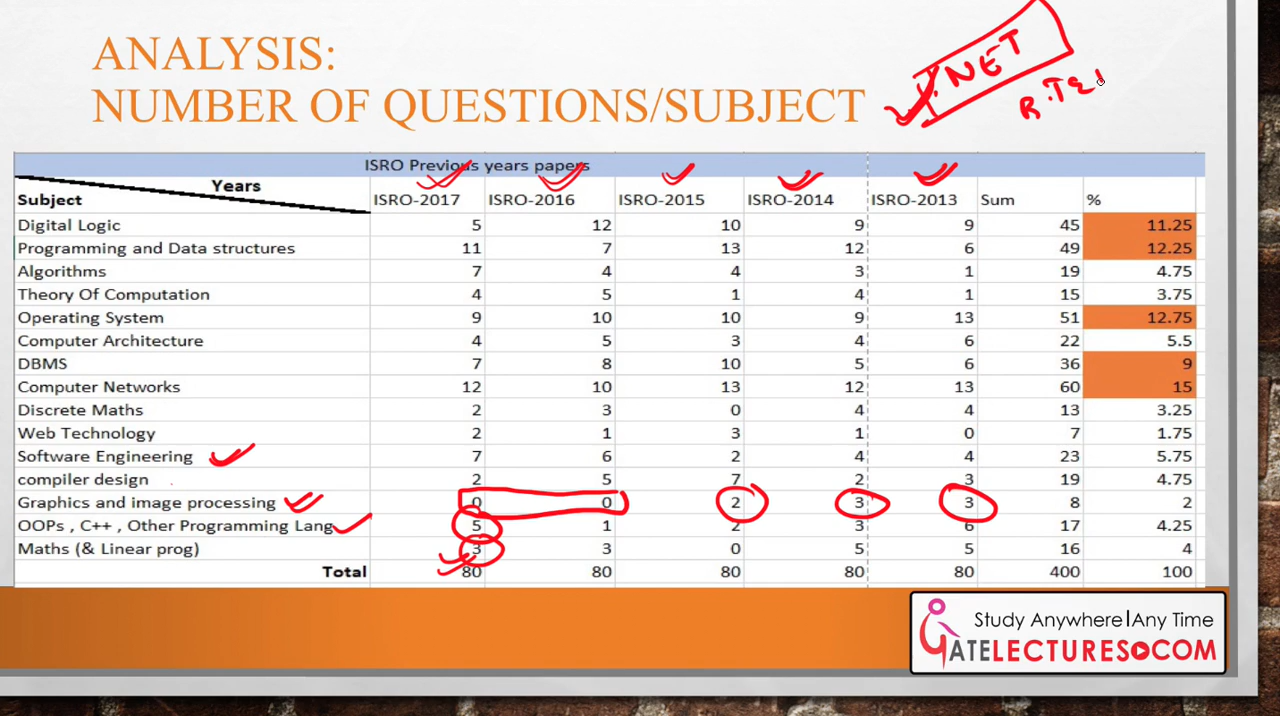 ANALYSIS:
NUMBER OF QUESTIONS/SUBJECT
.NET
B.TE
ISRO Previous years papers
Years
Subject ISRO-2017 ISRO-2016 ISRO-2015 ISRO-2014 ISRO-2013 Sum %
Digital Logic 5 12 10 9 9 45 11.25
Programming and Data structures 11 7 13 12 6 49 12.25
Algorithms 7 4 4 3 1 19 4.75
Theory Of Computation 4 5 1 4 1 15 3.75
Operating System 9 10 10 9 13 51 12.75
Computer Architecture 4 5 3 4 6 22 5.5
DBMS 7 8 10 5 6 36 9
Computer Networks 12 10 13 12 13 60 15
Discrete Maths 2 3 0 4 4 13 3.25
Web Technology 2 1 3 1 0 7 1.75
Software Engineering 7 6 2 4 4 23 5.75
compiler design 2 5 7 2 3 19 4.75
Graphics and image processing 0 0 2 3 3 8 2
OOPs , C++ , Other Programming Lang 5 1 2 3 6 17 4.25
Maths (& Linear prog) 3 3 0 5 5 16 4
Total 80 80 80 80 80 400 100
Study Anywhere|Any Time
GATELECTURES.COM